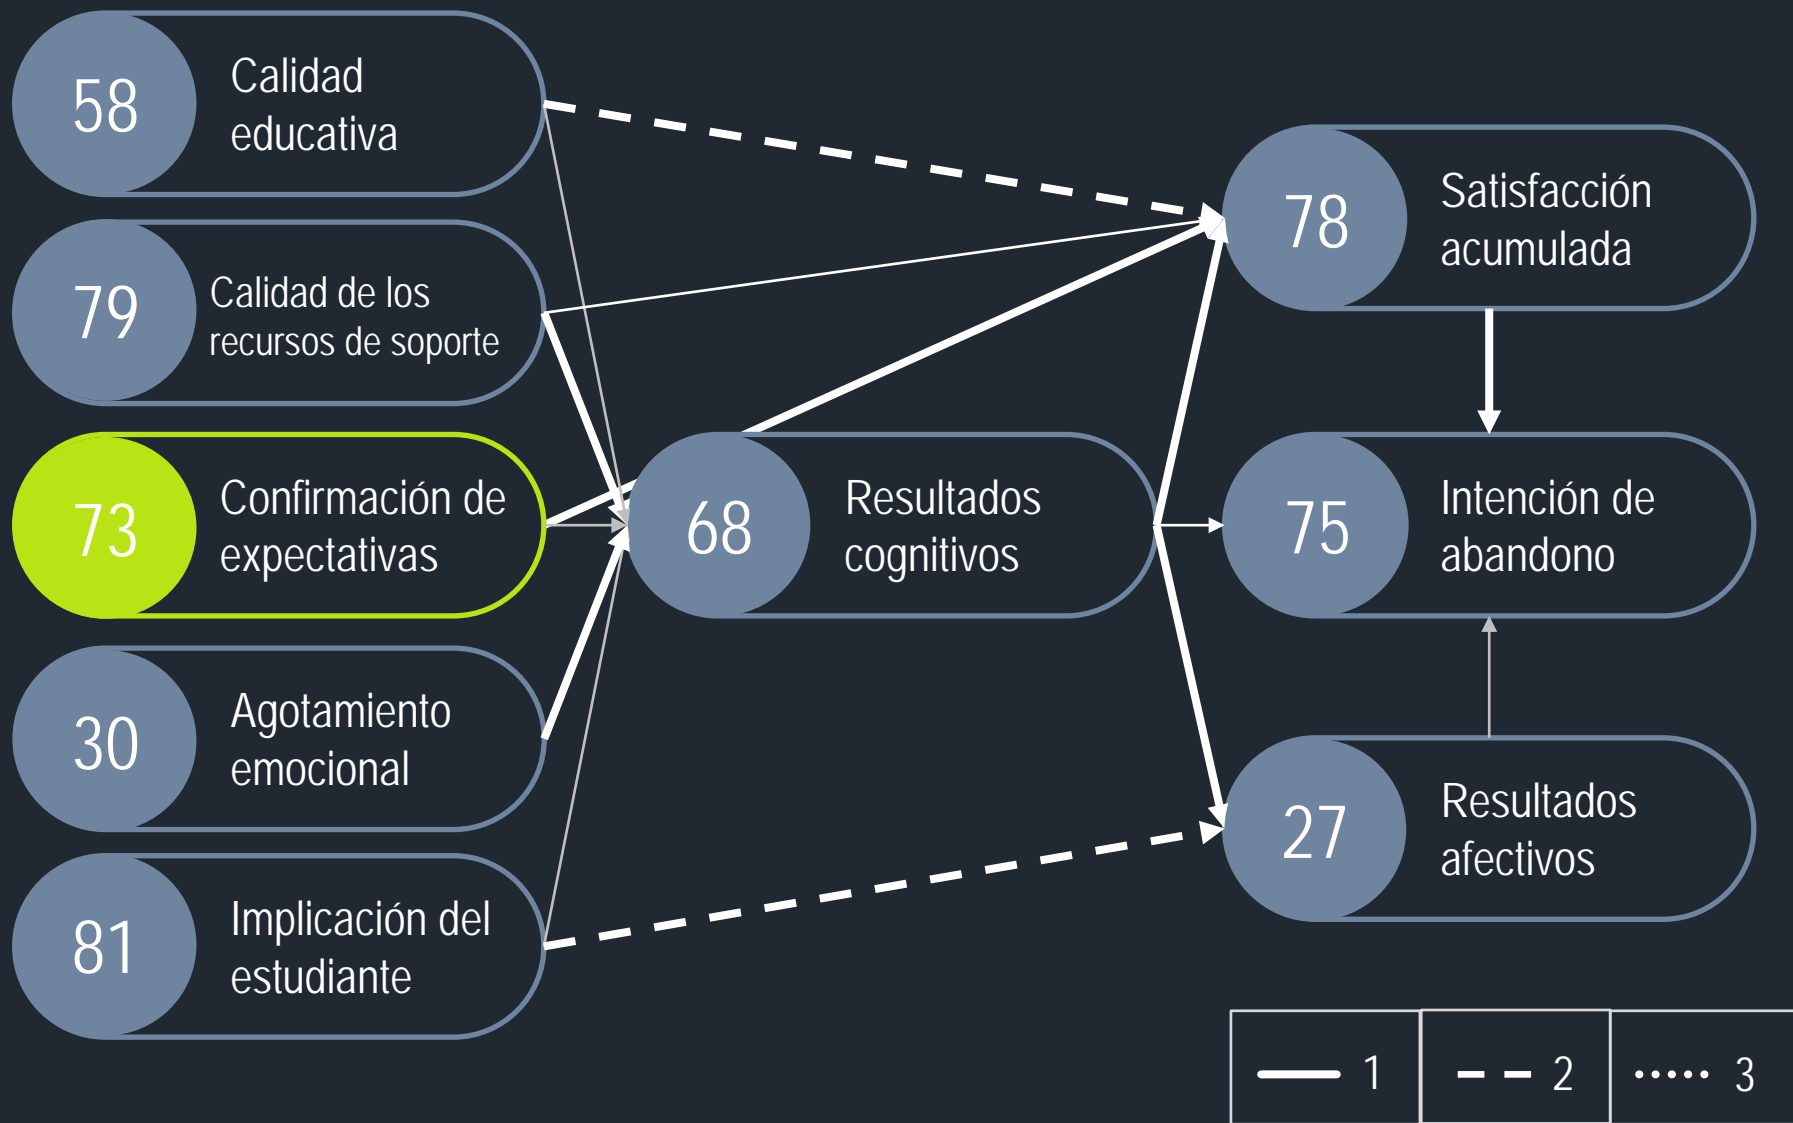 58
Calidad
educativa
79
Calidad de los
recursos de soporte
73
Confirmación de
expectativas
30
Agotamiento
emocional
81
Implicación del
estudiante
68
Resultados
cognitivos
78
Satisfacción
acumulada
75
Intención de
abandono
27
Resultados
afectivos
1
2
3